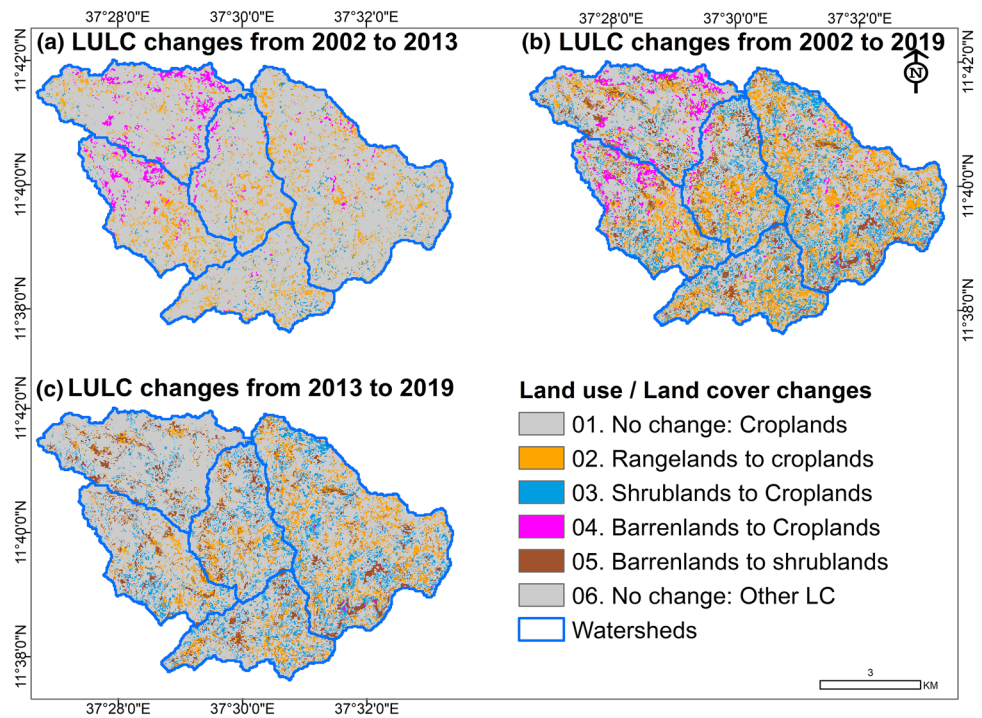 37°28'0"E 37°30'0"E 37°32'0"E 37°28'0"E 37°30'0"E 37°32'0"E
(a) LULC changes from 2002 to 2013
(b) LULC changes from 2002 to 2019
11°42'0"N
11°40'0"N
11°38'0"N
N
11°42'0"N
11°40'0"N
11°38'0"N
(c) LULC changes from 2013 to 2019
11°42'0"N
11°40'0"N
11°38'0"N
37°28'0"E 37°30'0"E 37°32'0"E
Land use / Land cover changes
01. No change: Croplands
02. Rangelands to croplands
03. Shrublands to Croplands
04. Barrenlands to Croplands
05. Barrenlands to shrublands
06. No change: Other LC
Watersheds
3
KM